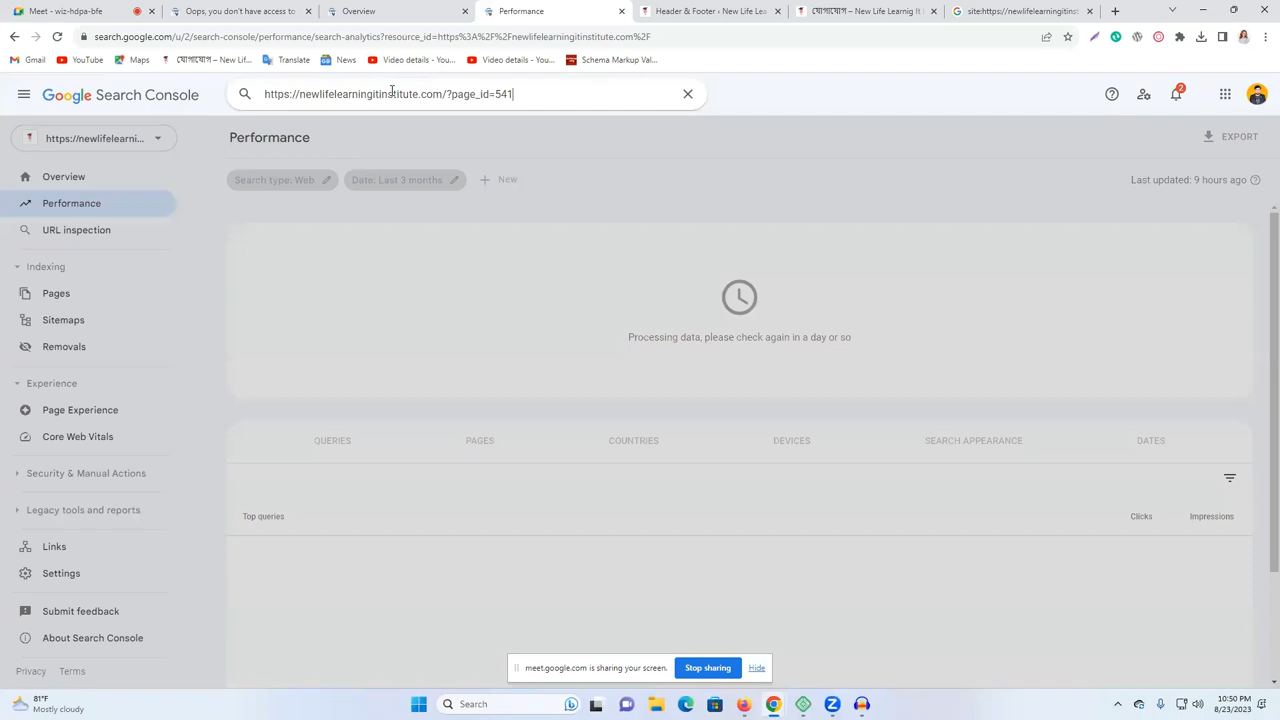 Meet - wiz-hdpa-bfe
Oops, you don't have access to
Overview
Performance
Header & Footer ‹ New Life Lea
যোগাযোগ – New Life Learnig It I
site:https://newlifelearningitinst
search.google.com/u/2/search-console/performance/search-analytics?resource_id=https%3A%2F%2Fnewlifelearningitinstitute.com%2F
Gmail
YouTube
Maps
যোগাযোগ – New Life...
Translate
News
Video details - You...
Video details - You...
Schema Markup Val...
Google Search Console
https://newlifelearningitinstitute.com/?page_id=541
2
https://newlifelearni...
Performance
EXPORT
Search type: Web
Date: Last 3 months
New
Last updated: 9 hours ago
Overview
Performance
URL inspection
Indexing
Pages
Sitemaps
Removals
Experience
Page Experience
Core Web Vitals
Security & Manual Actions
Legacy tools and reports
Links
Settings
Submit feedback
About Search Console
Privacy
Terms
Processing data, please check again in a day or so
QUERIES
PAGES
COUNTRIES
DEVICES
SEARCH APPEARANCE
DATES
Top queries
Clicks
Impressions
meet.google.com is sharing your screen.
Stop sharing
Hide
81°F
Mostly cloudy
Search
10:50 PM
8/23/2023